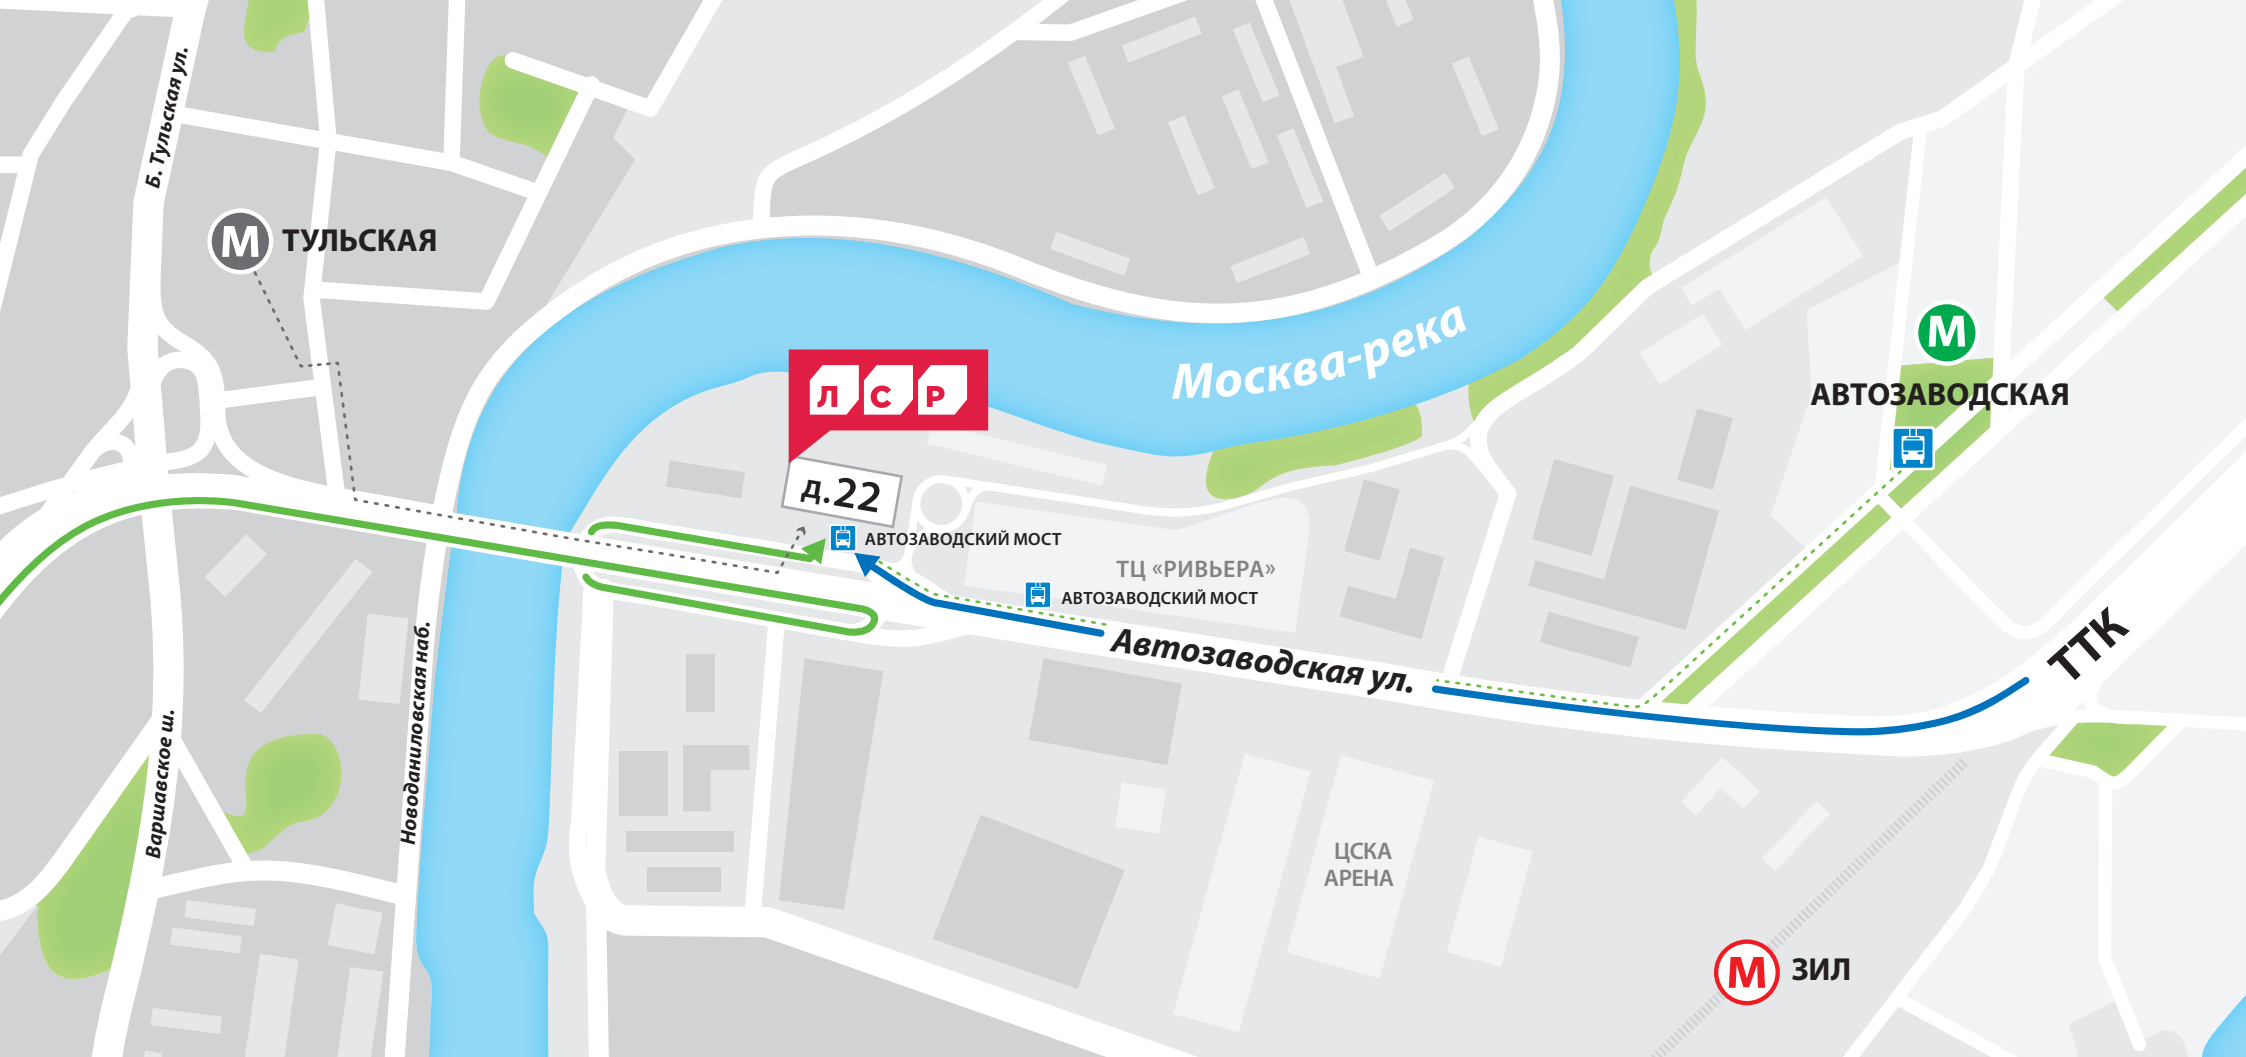 Б. Тульская ул.
М
ТУЛЬСКАЯ
Москва-река
М
АВТОЗАВОДСКАЯ
ЛСР
д.22
АВТОЗАВОДСКИЙ МОСТ
ТЦ «РИВЬЕРА»
АВТОЗАВОДСКИЙ МОСТ
Автозаводская ул.
ТТК
Новоданиловская наб.
Варшавское ш.
ЦСКА
АРЕНА
М
ЗИЛ